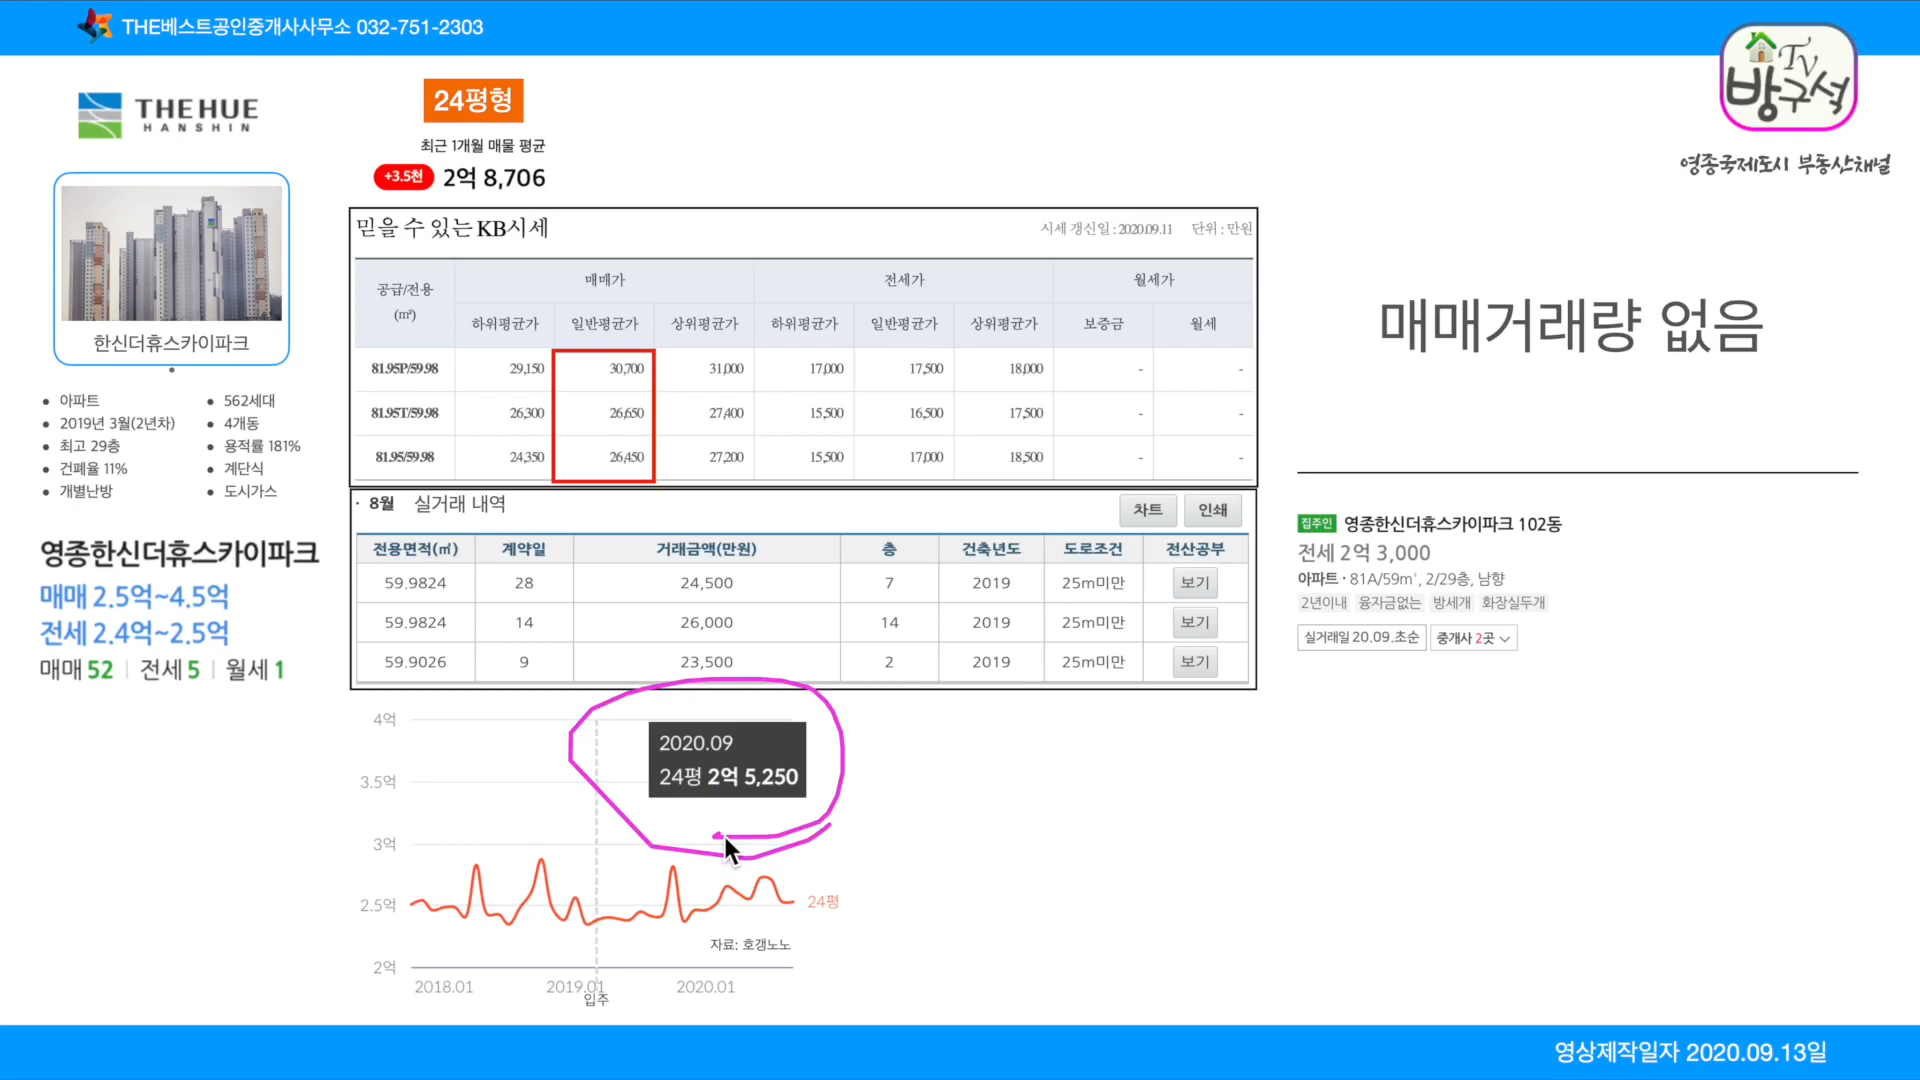 THE베스트공인중개사사무소 032-751-2303
TV
방구석
영종국제도시 부동산채널
THE HUE
HANSHIN
24평형
최근 1개월 매물 평균
+3.5천 2억 8,706
한신더휴스카이파크
아파트
562세대
2019년 3월(2년차)
4개동
최고 29층
용적률 181%
건폐율 11%
계단식
개별난방
도시가스
영종한신더휴스카이파크
매매 2.5억~4.5억
전세 2.4억~2.5억
매매 52 | 전세 5 | 월세 1
믿을 수 있는 KB시세
시세 갱신일 : 2020.09.11 단위 : 만원
공급/전용 (㎡) 매매가 전세가 월세가
하위평균가 일반평균가 상위평균가 하위평균가 일반평균가 상위평균가 보증금 월세
81.95P/59.98 29,150 30,700 31,000 17,000 17,500 18,000 - -
81.95T/59.98 26,300 26,650 27,400 15,500 16,500 17,500 - -
81.95/59.98 24,350 26,450 27,200 15,500 17,000 18,500 - -
· 8월 실거래 내역 차트 인쇄
전용면적(㎡) 계약일 거래금액(만원) 층 건축년도 도로조건 전산공부
59.9824 28 24,500 7 2019 25m미만 보기
59.9824 14 26,000 14 2019 25m미만 보기
59.9026 9 23,500 2 2019 25m미만 보기
4억
3.5억
3억
2.5억
2억
2020.09
24평 2억 5,250
24평
자료: 호갱노노
2018.01 2019.01 2020.01
입주
매매거래량 없음
집주인 영종한신더휴스카이파크 102동
전세 2억 3,000
아파트 · 81A/59m², 2/29층, 남향
2년이내 융자금없는 방세개 화장실두개
실거래일 20.09.초순 중개사 2곳
영상제작일자 2020.09.13일